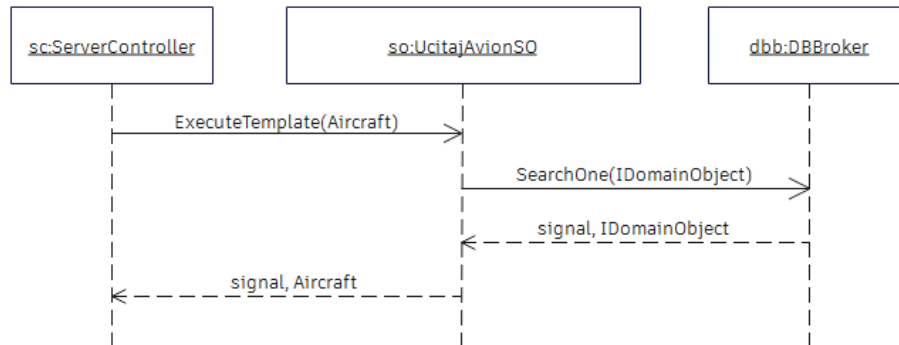 sc:ServerController
so:UcitajAvionSO
dbb:DBBroker
ExecuteTemplate(Aircraft)
SearchOne(IDomainObject)
signal, IDomainObject
signal, Aircraft